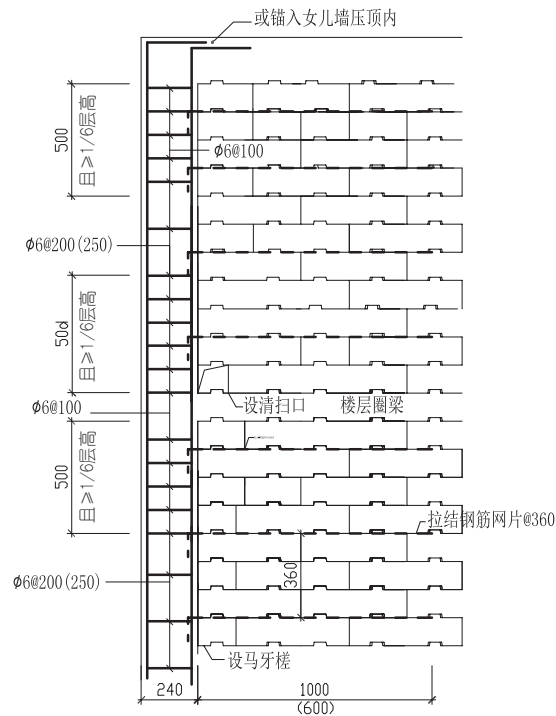 或锚入女儿墙压顶内
500
且≥1/6层高
ϕ6@100
ϕ6@200(250)
50d
且≥1/6层高
ϕ6@100
设清扫口
楼层圈梁
500
且≥1/6层高
拉结钢筋网片@360
360
ϕ6@200(250)
设马牙槎
240
1000
(600)